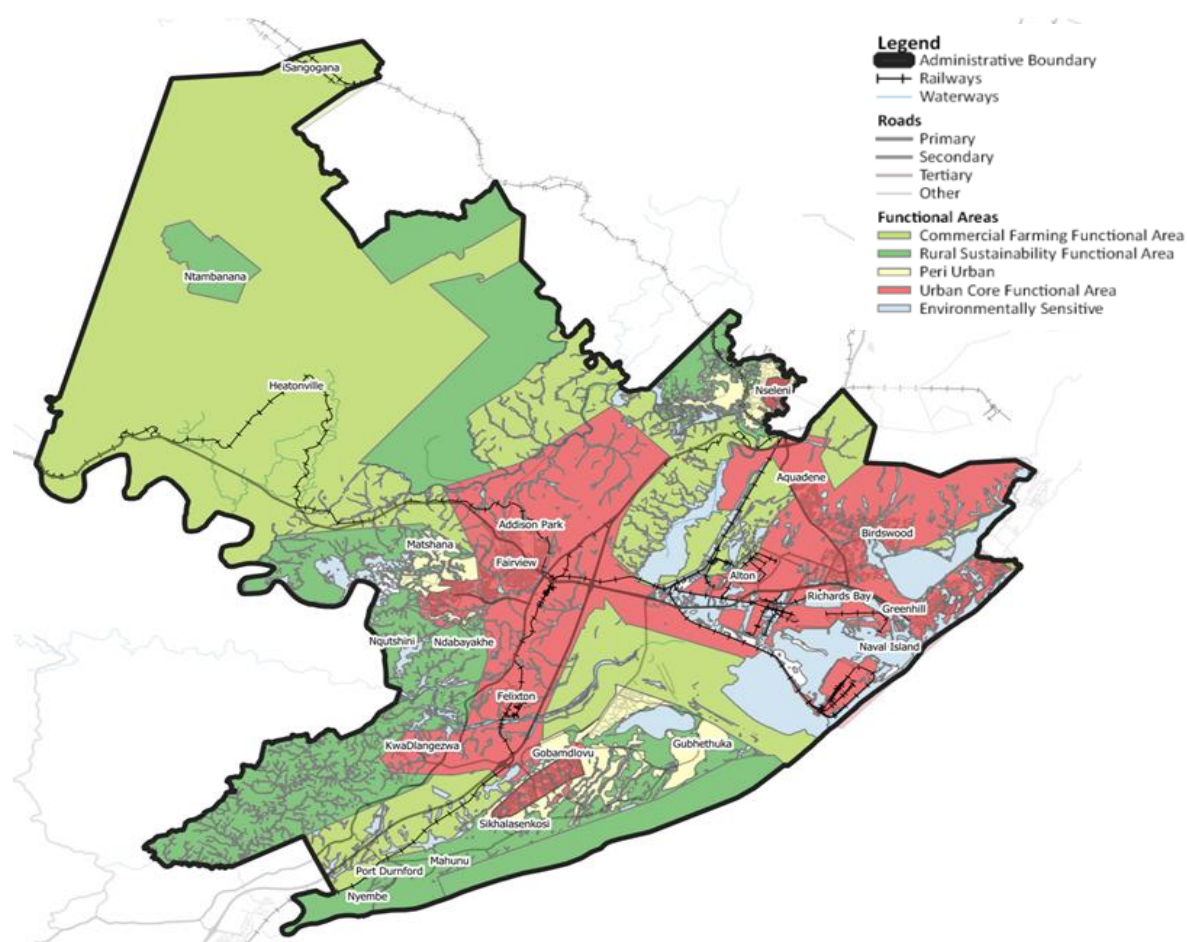 Legend
Administrative Boundary
Railways
Waterways
Roads
Primary
Secondary
Tertiary
Other
Functional Areas
Commercial Farming Functional Area
Rural Sustainability Functional Area
Peri Urban
Urban Core Functional Area
Environmentally Sensitive
iSangogana
Ntambanana
Heatonville
Nseleni
Aquadene
Addison Park
Birdswood
Matshana
Fairview
Alton
Richards Bay
Greenhill
Nqutshini
Ndabayakhe
Naval Island
Felixton
KwaDlangezwa
Gobamdlovu
Gubhethuka
Sikhalasenkosi
Mahunu
Port Durnford
Nyembe